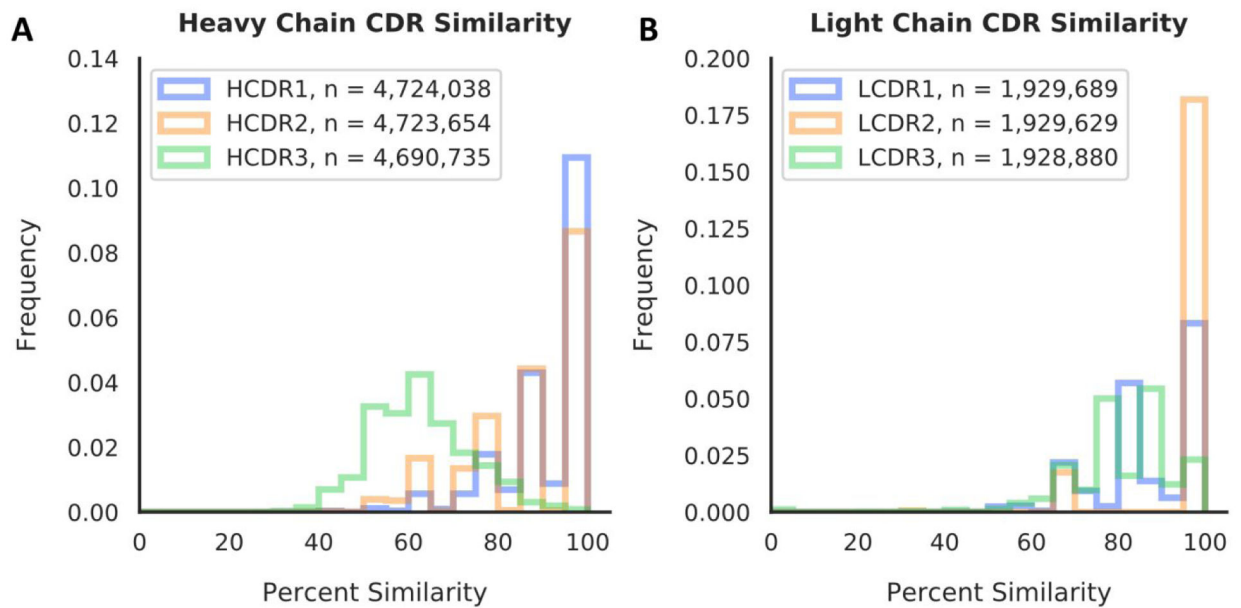 A
Heavy Chain CDR Similarity
0.14
0.12
0.10
0.08
0.06
0.04
0.02
0.00
Frequency
HCDR1, n = 4,724,038
HCDR2, n = 4,723,654
HCDR3, n = 4,690,735
0 20 40 60 80 100
Percent Similarity
B
Light Chain CDR Similarity
0.200
0.175
0.150
0.125
0.100
0.075
0.050
0.025
0.000
Frequency
LCDR1, n = 1,929,689
LCDR2, n = 1,929,629
LCDR3, n = 1,928,880
0 20 40 60 80 100
Percent Similarity